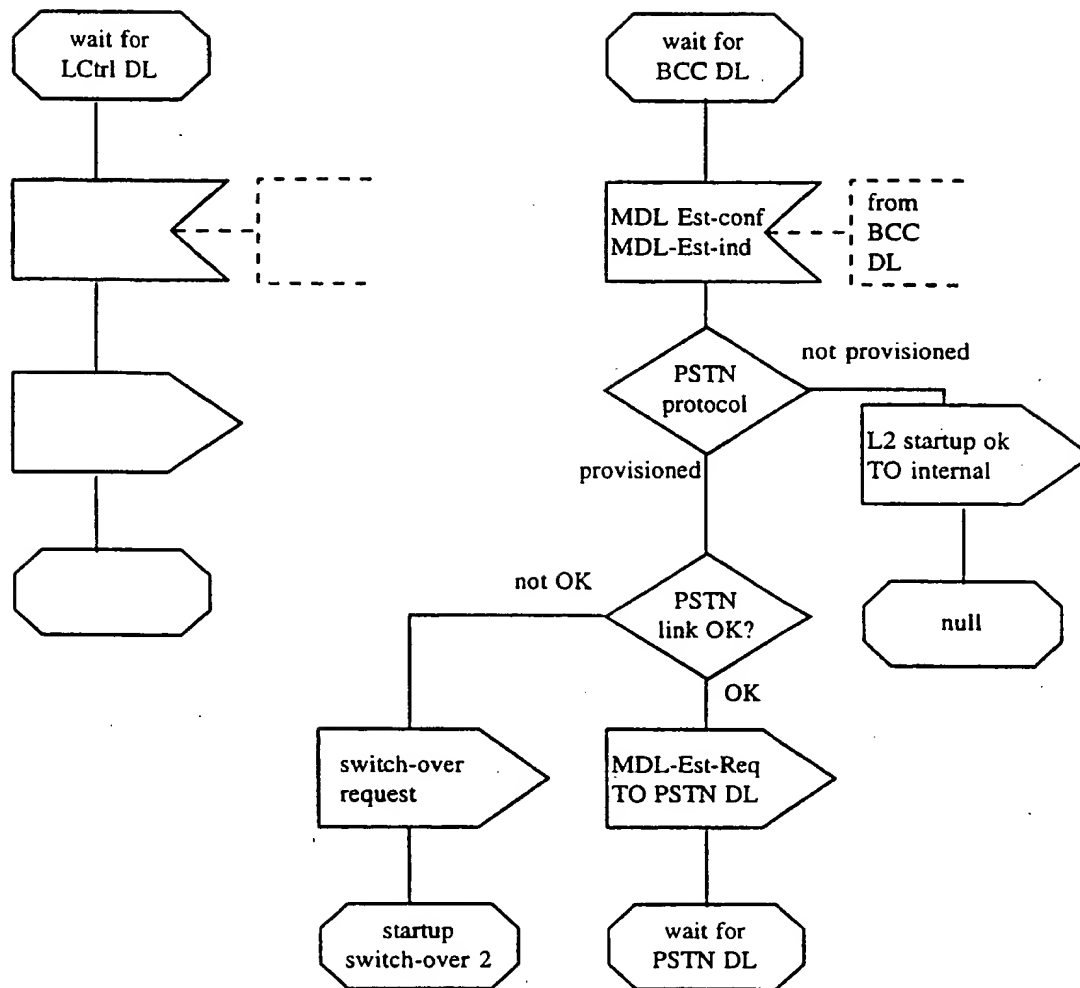 wait for
LCtrl DL
wait for
BCC DL
MDL Est-conf
MDL-Est-ind
from
BCC
DL
PSTN
protocol
not provisioned
L2 startup ok
TO internal
null
provisioned
PSTN
link OK?
not OK
OK
switch-over
request
startup
switch-over 2
MDL-Est-Req
TO PSTN DL
wait for
PSTN DL